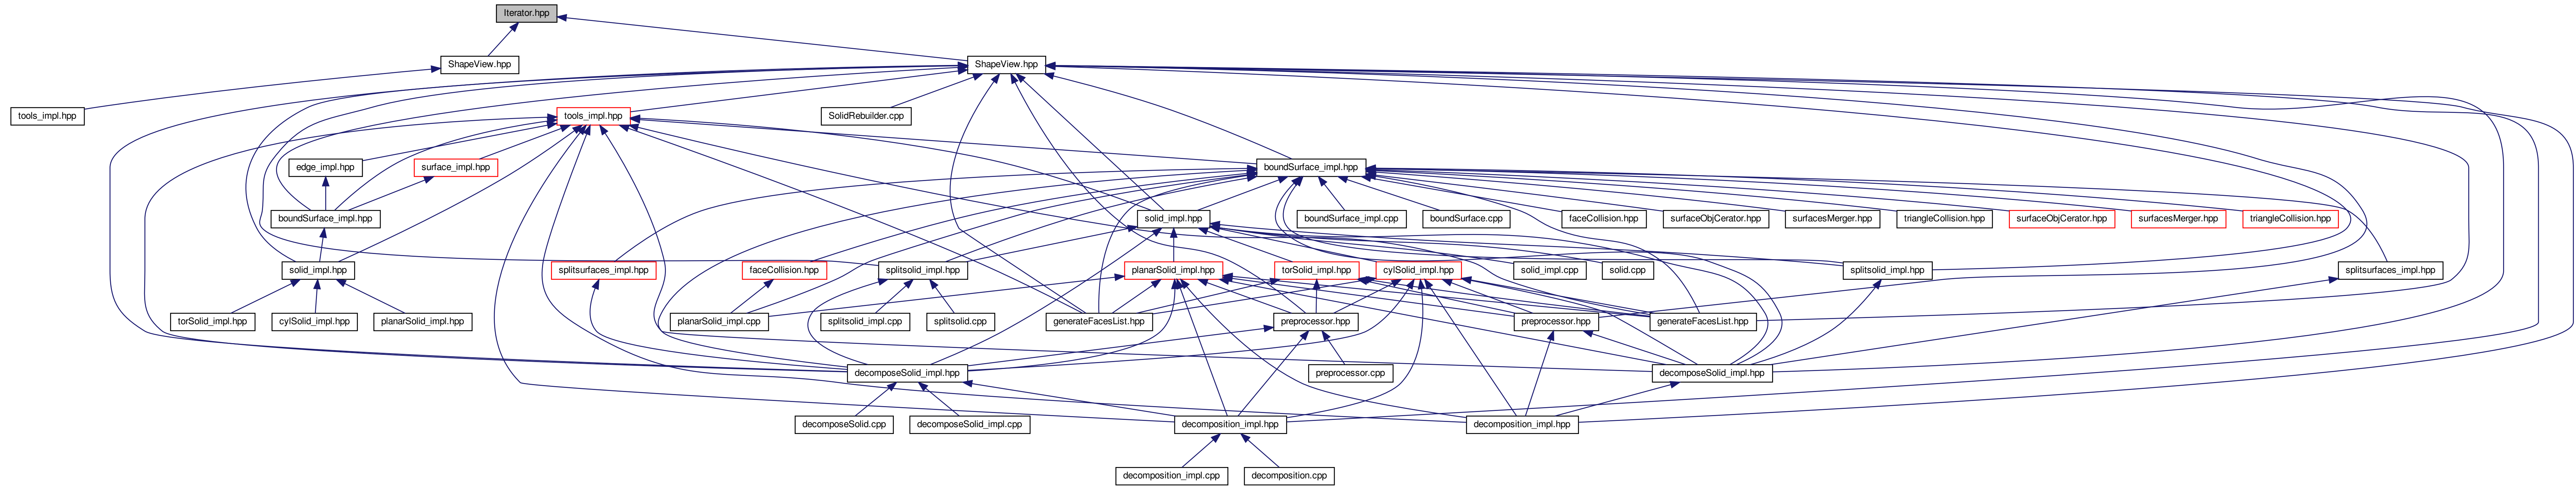 Iterator.hpp
ShapeView.hpp
ShapeView.hpp
tools_impl.hpp
tools_impl.hpp
SolidRebuilder.cpp
edge_impl.hpp
surface_impl.hpp
boundSurface_impl.hpp
boundSurface_impl.hpp
solid_impl.hpp
boundSurface_impl.cpp
boundSurface.cpp
faceCollision.hpp
surfaceObjCerator.hpp
surfacesMerger.hpp
triangleCollision.hpp
surfaceObjCerator.hpp
surfacesMerger.hpp
triangleCollision.hpp
solid_impl.hpp
splitsurfaces_impl.hpp
faceCollision.hpp
splitsolid_impl.hpp
planarSolid_impl.hpp
torSolid_impl.hpp
cylSolid_impl.hpp
solid_impl.cpp
solid.cpp
splitsolid_impl.hpp
splitsurfaces_impl.hpp
torSolid_impl.hpp
cylSolid_impl.hpp
planarSolid_impl.hpp
planarSolid_impl.cpp
splitsolid_impl.cpp
splitsolid.cpp
generateFacesList.hpp
preprocessor.hpp
preprocessor.hpp
generateFacesList.hpp
decomposeSolid_impl.hpp
preprocessor.cpp
decomposeSolid_impl.hpp
decomposeSolid.cpp
decomposeSolid_impl.cpp
decomposition_impl.hpp
decomposition_impl.hpp
decomposition_impl.cpp
decomposition.cpp